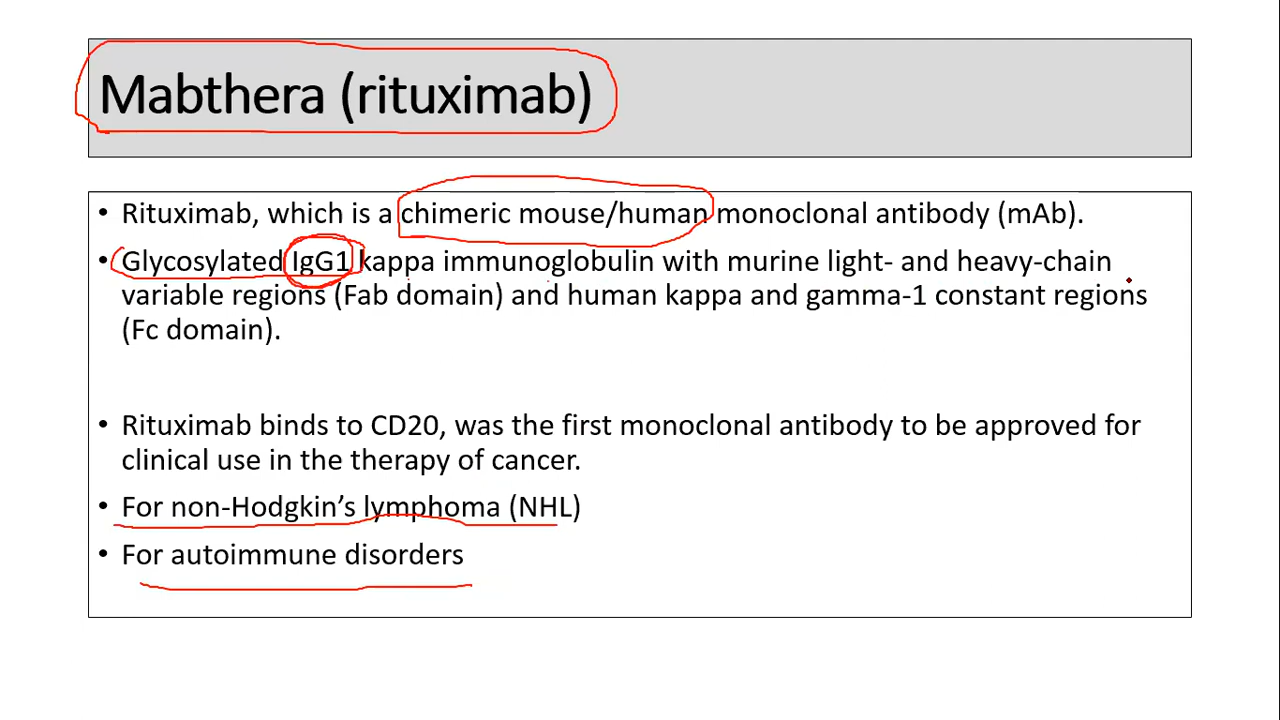 Mabthera (rituximab)
• Rituximab, which is a chimeric mouse/human monoclonal antibody (mAb).
• Glycosylated IgG1 kappa immunoglobulin with murine light- and heavy-chain
variable regions (Fab domain) and human kappa and gamma-1 constant regions
(Fc domain).
• Rituximab binds to CD20, was the first monoclonal antibody to be approved for
clinical use in the therapy of cancer.
• For non-Hodgkin’s lymphoma (NHL)
• For autoimmune disorders